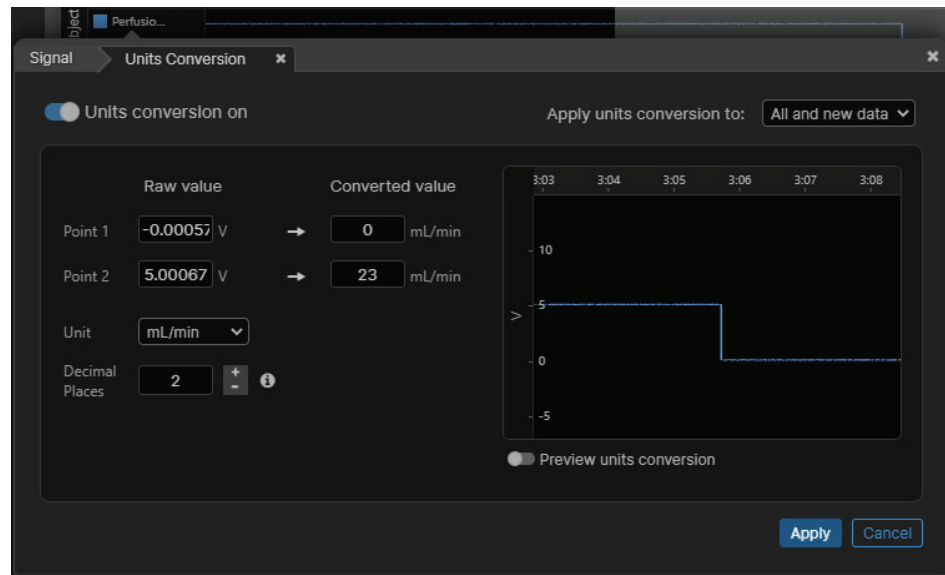 Perfusio...
Signal
Units Conversion
Units conversion on
Apply units conversion to: All and new data
Raw value Converted value
Point 1 -0.00057 V → 0 mL/min
Point 2 5.00067 V → 23 mL/min
Unit mL/min
Decimal
Places
2
+
-
3:03 3:04 3:05 3:06 3:07 3:08
V
10
5
0
-5
Preview units conversion
Apply Cancel